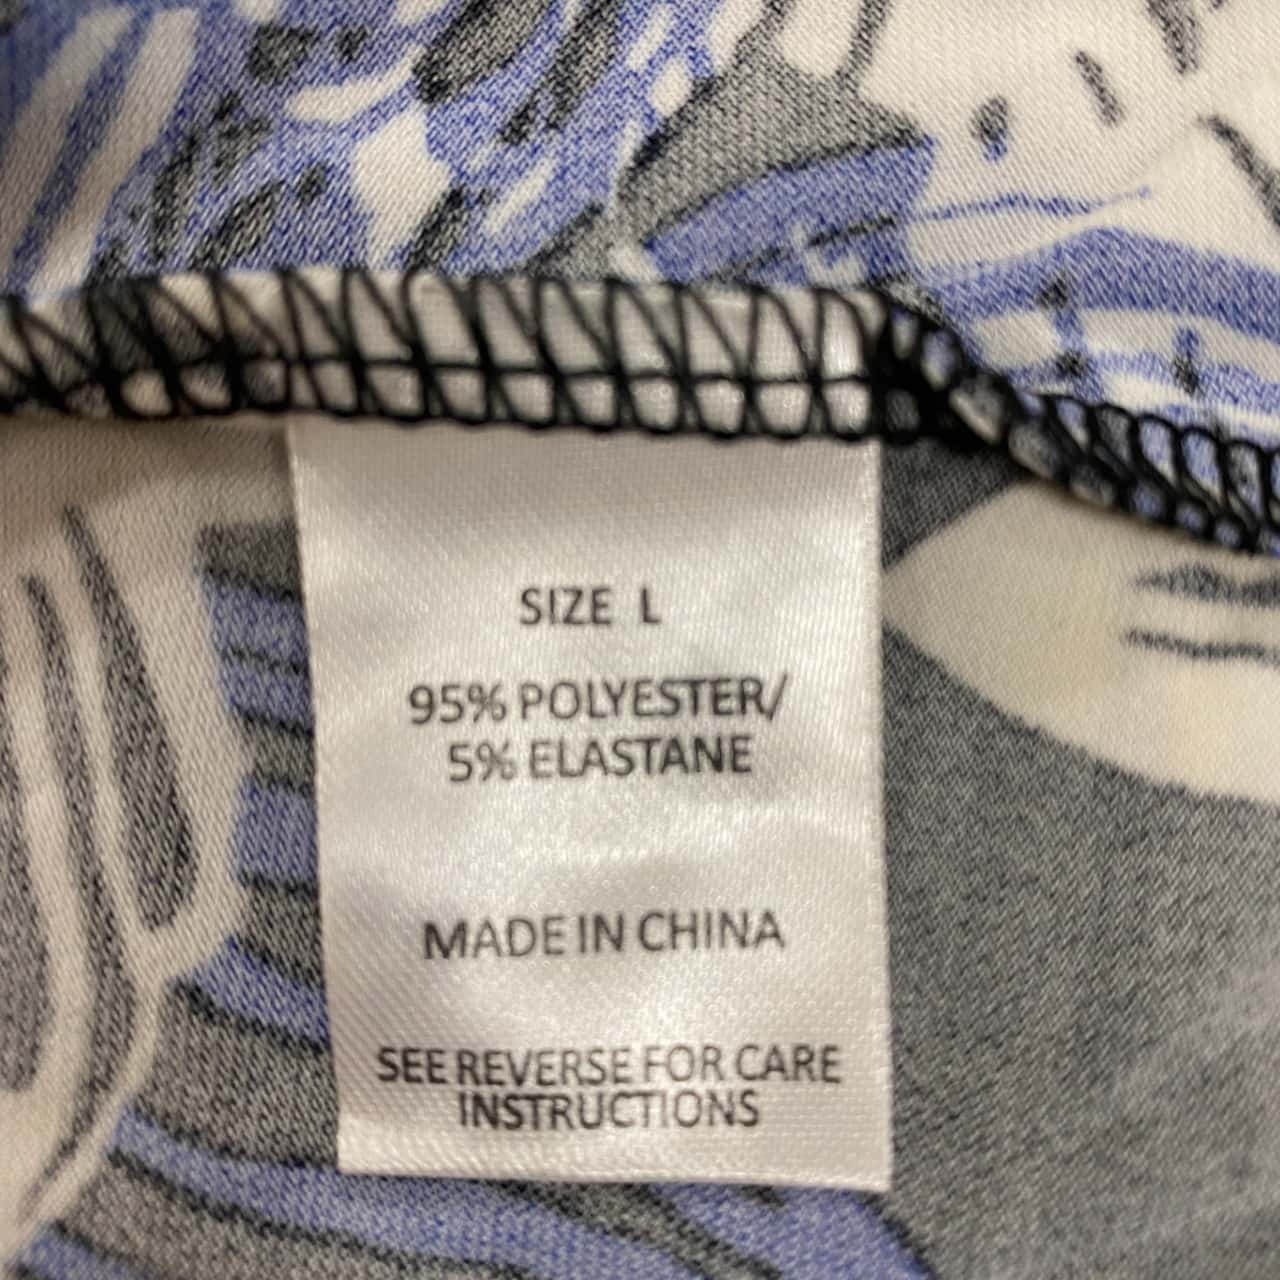 SIZE L
95% POLYESTER/
5% ELASTANE
MADE IN CHINA
SEE REVERSE FOR CARE
INSTRUCTIONS